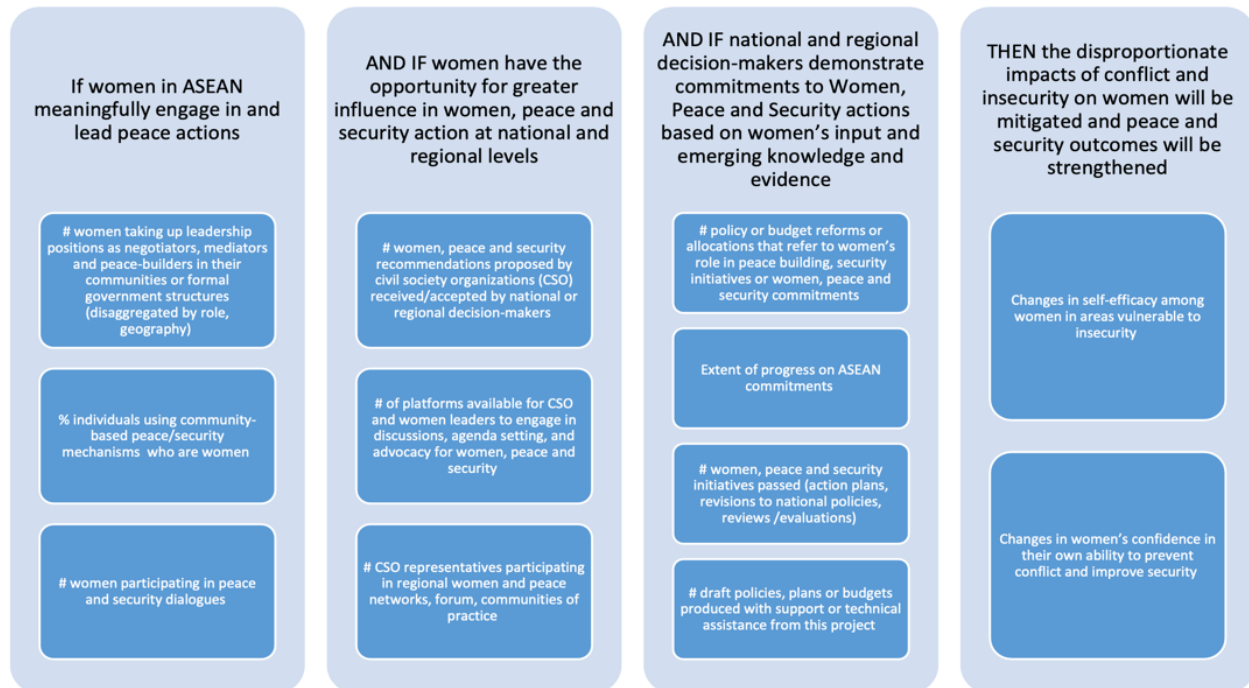 If women in ASEAN
meaningfully engage in and
lead peace actions
# women taking up leadership
positions as negotiators, mediators
and peace-builders in their
communities or formal
government structures
(disaggregated by role,
geography)
% individuals using community-
based peace/security
mechanisms  who are women
# women participating in peace
and security dialogues
AND IF women have the
opportunity for greater
influence in women, peace and
security action at national and
regional levels
# women, peace and security
recommendations proposed by
civil society organizations (CSO)
received/accepted by national or
regional decision-makers
# of platforms available for CSO
and women leaders to engage in
discussions, agenda setting, and
advocacy for women, peace and
security
# CSO representatives participating
in regional women and peace
networks, forum, communities of
practice
AND IF national and regional
decision-makers demonstrate
commitments to Women,
Peace and Security actions
based on women’s input and
emerging knowledge and
evidence
# policy or budget reforms or
allocations that refer to women’s
role in peace building, security
initiatives or women, peace and
security commitments
Extent of progress on ASEAN
commitments
# women, peace and security
initiatives passed (action plans,
revisions to national policies,
reviews /evaluations)
# draft policies, plans or budgets
produced with support or technical
assistance from this project
THEN the disproportionate
impacts of conflict and
insecurity on women will be
mitigated and peace and
security outcomes will be
strengthened
Changes in self-efficacy among
women in areas vulnerable to
insecurity
Changes in women’s confidence in
their own ability to prevent
conflict and improve security